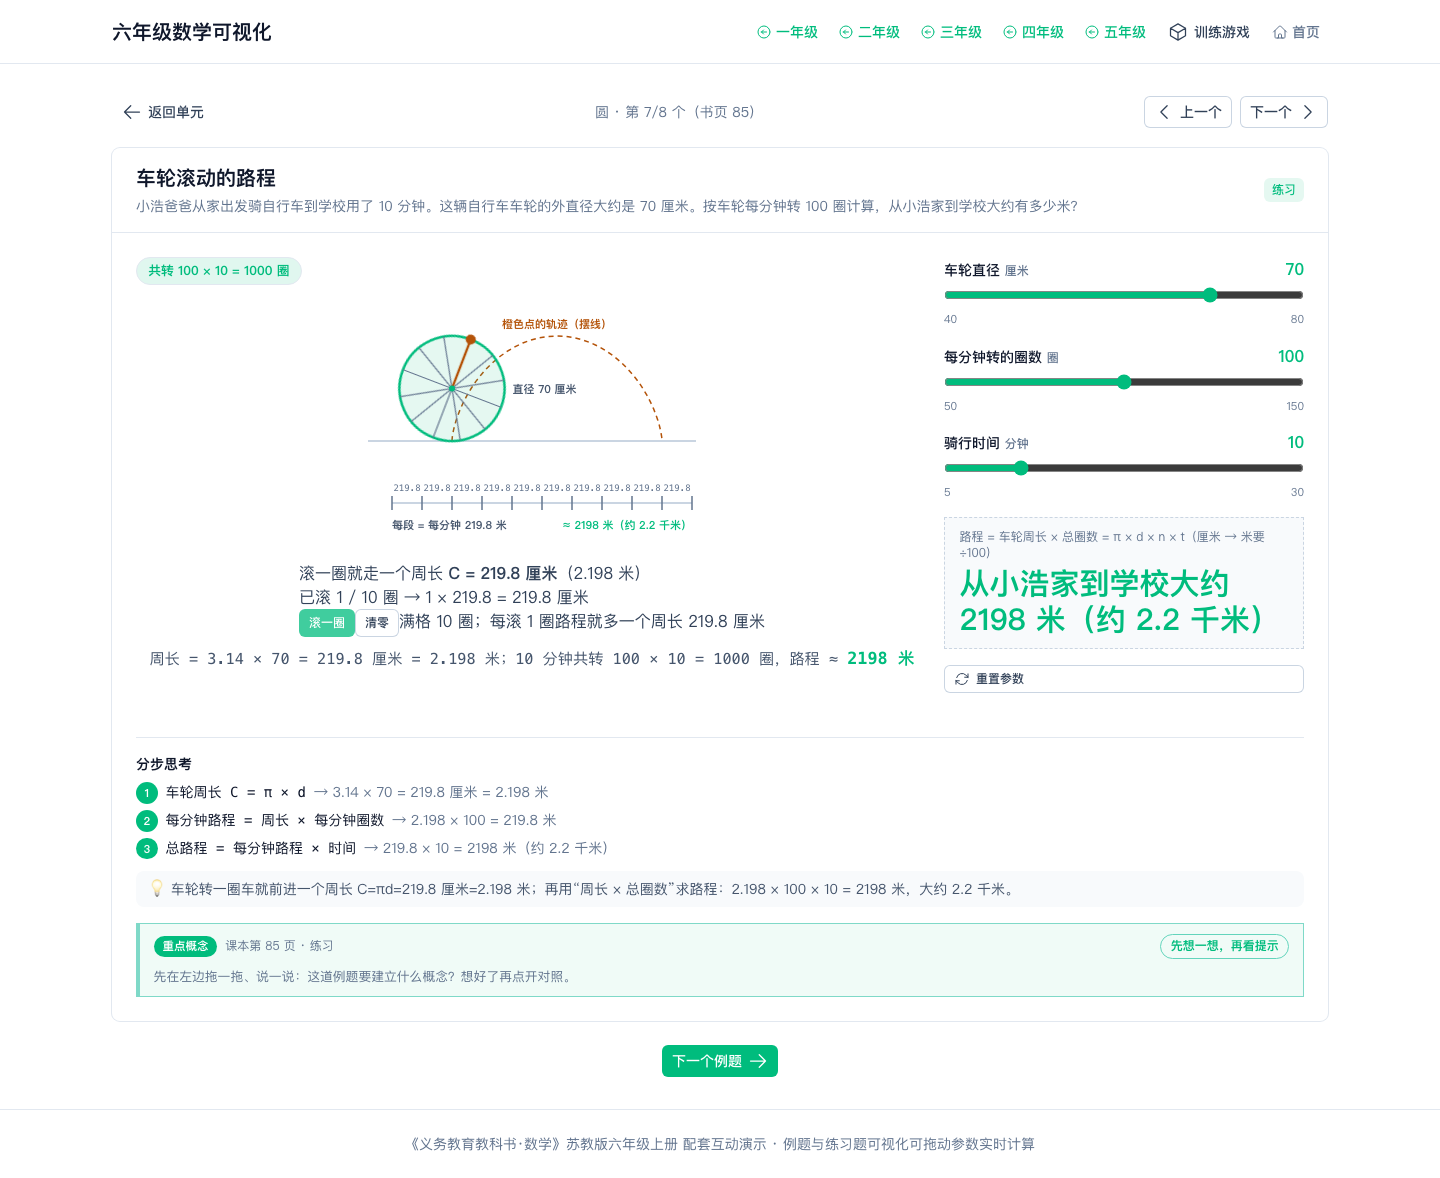 六年级数学可视化
一年级 二年级 三年级 四年级 五年级 训练游戏 首页
返回单元
圆 · 第 7/8 个（书页 85）
上一个 下一个
车轮滚动的路程
小浩爸爸从家出发骑自行车到学校用了 10 分钟。这辆自行车车轮的外直径大约是 70 厘米。按车轮每分钟转 100 圈计算，从小浩家到学校大约有多少米？
练习
共转 100 × 10 = 1000 圈
橙色点的轨迹（摆线）
直径 70 厘米
219.8 219.8 219.8 219.8 219.8 219.8 219.8 219.8 219.8 219.8
每段 = 每分钟 219.8 米
≈ 2198 米（约 2.2 千米）
滚一圈就走一个周长 C = 219.8 厘米（2.198 米）
已滚 1 / 10 圈 → 1 × 219.8 = 219.8 厘米
滚一圈 清零 满格 10 圈；每滚 1 圈路程就多一个周长 219.8 厘米
周长 = 3.14 × 70 = 219.8 厘米 = 2.198 米；10 分钟共转 100 × 10 = 1000 圈，路程 ≈ 2198 米
车轮直径 厘米 70
40 80
每分钟转的圈数 圈 100
50 150
骑行时间 分钟 10
5 30
路程 = 车轮周长 × 总圈数 = π × d × n × t（厘米 → 米要
÷100）
从小浩家到学校大约
2198 米（约 2.2 千米）
重置参数
分步思考
1 车轮周长 C = π × d → 3.14 × 70 = 219.8 厘米 = 2.198 米
2 每分钟路程 = 周长 × 每分钟圈数 → 2.198 × 100 = 219.8 米
3 总路程 = 每分钟路程 × 时间 → 219.8 × 10 = 2198 米（约 2.2 千米）
💡 车轮转一圈车就前进一个周长 C=πd=219.8 厘米=2.198 米；再用“周长 × 总圈数”求路程：2.198 × 100 × 10 = 2198 米，大约 2.2 千米。
重点概念 课本第 85 页 · 练习
先想一想，再看提示
先在左边拖一拖、说一说：这道例题要建立什么概念？想好了再点开对照。
下一个例题
《义务教育教科书·数学》苏教版六年级上册 配套互动演示 · 例题与练习题可视化可拖动参数实时计算